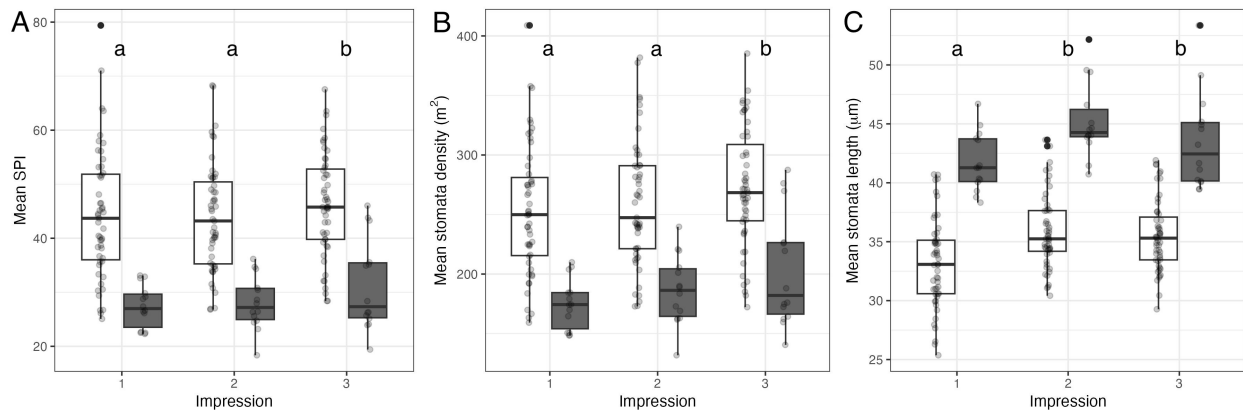 A
80
60
40
20
Mean SPI
a
a
b
1
2
3
Impression
B
400
300
200
Mean stomata density (m²)
a
a
b
1
2
3
Impression
C
50
45
40
35
30
25
Mean stomata length (μm)
a
b
b
1
2
3
Impression